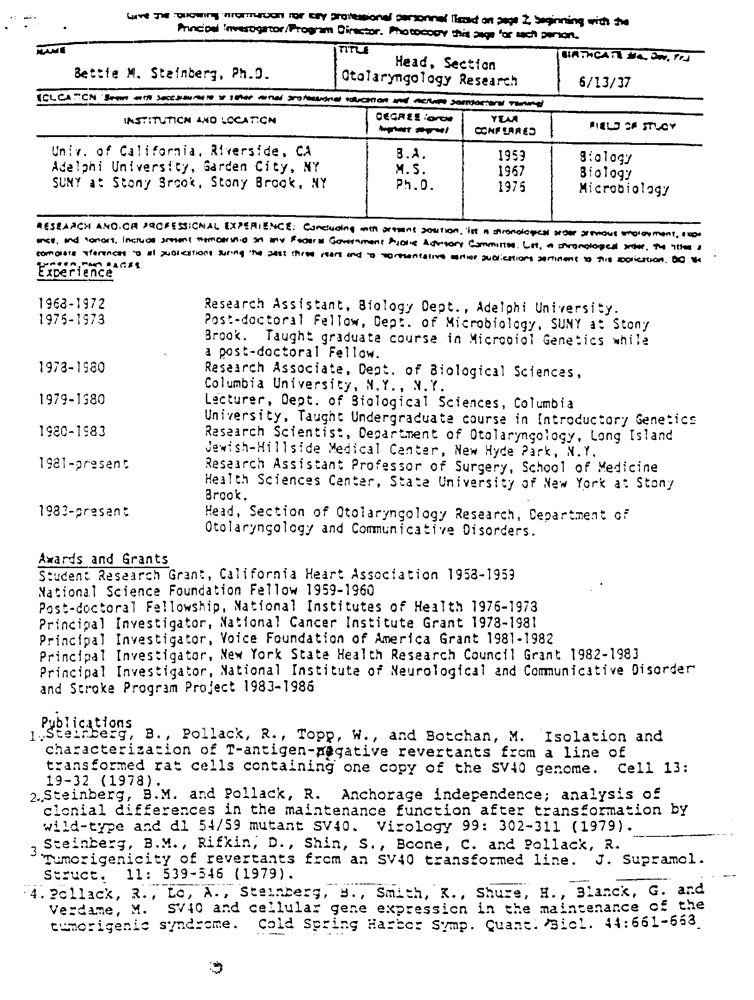 Give the following information for key professional personnel listed on page 2, beginning with the
Principal Investigator/Program Director. Photocopy this page for each person.
NAME TITLE BIRTHDATE (Mo., Day, Yr.)
Bettie M. Steinberg, Ph.D. Head, Section 6/13/37
Otolaryngology Research
EDUCATION (Begin with baccalaureate or other initial professional education and include postdoctoral training)
INSTITUTION AND LOCATION DEGREE (circle highest degree) YEAR CONFERRED FIELD OF STUDY
Univ. of California, Riverside, CA B.A. 1959 Biology
Adelphi University, Garden City, NY M.S. 1967 Biology
SUNY at Stony Brook, Stony Brook, NY Ph.D. 1976 Microbiology
RESEARCH AND/OR PROFESSIONAL EXPERIENCE: Concluding with present position, list in chronological order previous employment, expe
ence, and honors. Include present membership on any Federal Government Public Advisory Committee. List, in chronological order, the titles a
complete references to all publications during the past three years and to representative earlier publications pertinent to this application. DO N
EXCEED TWO PAGES.
Experience
1968-1972 Research Assistant, Biology Dept., Adelphi University.
1976-1978 Post-doctoral Fellow, Dept. of Microbiology, SUNY at Stony
Brook. Taught graduate course in Microbiol Genetics while
a post-doctoral Fellow.
1978-1980 Research Associate, Dept. of Biological Sciences,
Columbia University, N.Y., N.Y.
1979-1980 Lecturer, Dept. of Biological Sciences, Columbia
University, Taught Undergraduate course in Introductory Genetics
1980-1983 Research Scientist, Department of Otolaryngology, Long Island
Jewish-Hillside Medical Center, New Hyde Park, N.Y.
1981-present Research Assistant Professor of Surgery, School of Medicine
Health Sciences Center, State University of New York at Stony
Brook.
1983-present Head, Section of Otolaryngology Research, Department of
Otolaryngology and Communicative Disorders.
Awards and Grants
Student Research Grant, California Heart Association 1958-1959
National Science Foundation Fellow 1959-1960
Post-doctoral Fellowship, National Institutes of Health 1976-1978
Principal Investigator, National Cancer Institute Grant 1978-1981
Principal Investigator, Voice Foundation of America Grant 1981-1982
Principal Investigator, New York State Health Research Council Grant 1982-1983
Principal Investigator, National Institute of Neurological and Communicative Disorder
and Stroke Program Project 1983-1986
Publications
1. Steinberg, B., Pollack, R., Topp, W., and Botchan, M. Isolation and
characterization of T-antigen-negative revertants from a line of
transformed rat cells containing one copy of the SV40 genome. Cell 13:
19-32 (1978).
2. Steinberg, B.M. and Pollack, R. Anchorage independence; analysis of
clonial differences in the maintenance function after transformation by
wild-type and dl 54/59 mutant SV40. Virology 99: 302-311 (1979).
3 Steinberg, B.M., Rifkin, D., Shin, S., Boone, C. and Pollack, R.
Tumorigenicity of revertants from an SV40 transformed line. J. Supramol.
Struct. 11: 539-546 (1979).
4. Pollack, R., Lo, A., Steinberg, B., Smith, K., Shure, H., Blanck, G. and
Verdame, M. SV40 and cellular gene expression in the maintenance of the
tumorigenic syndrome. Cold Spring Harbor Symp. Quant. Biol. 44:661-668